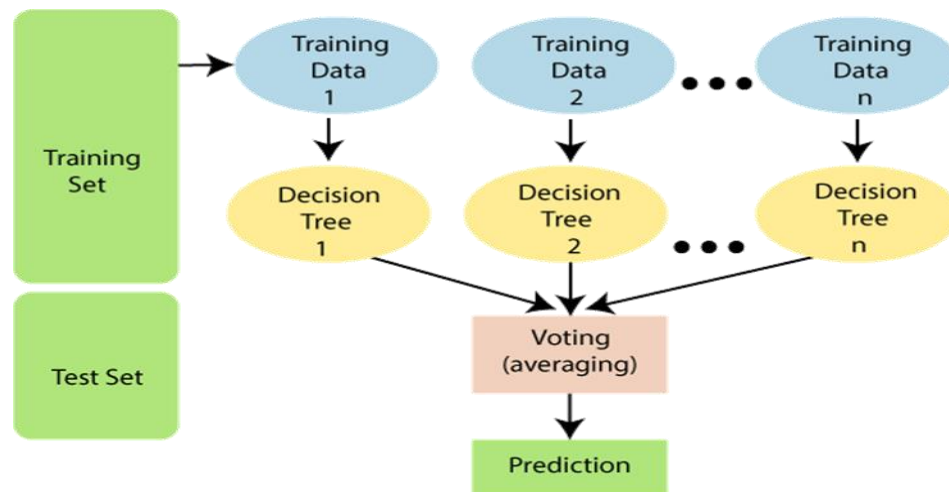 Training
Set
Test Set
Training
Data
1
Training
Data
2
Training
Data
n
Decision
Tree
1
Decision
Tree
2
Decision
Tree
n
Voting
(averaging)
Prediction